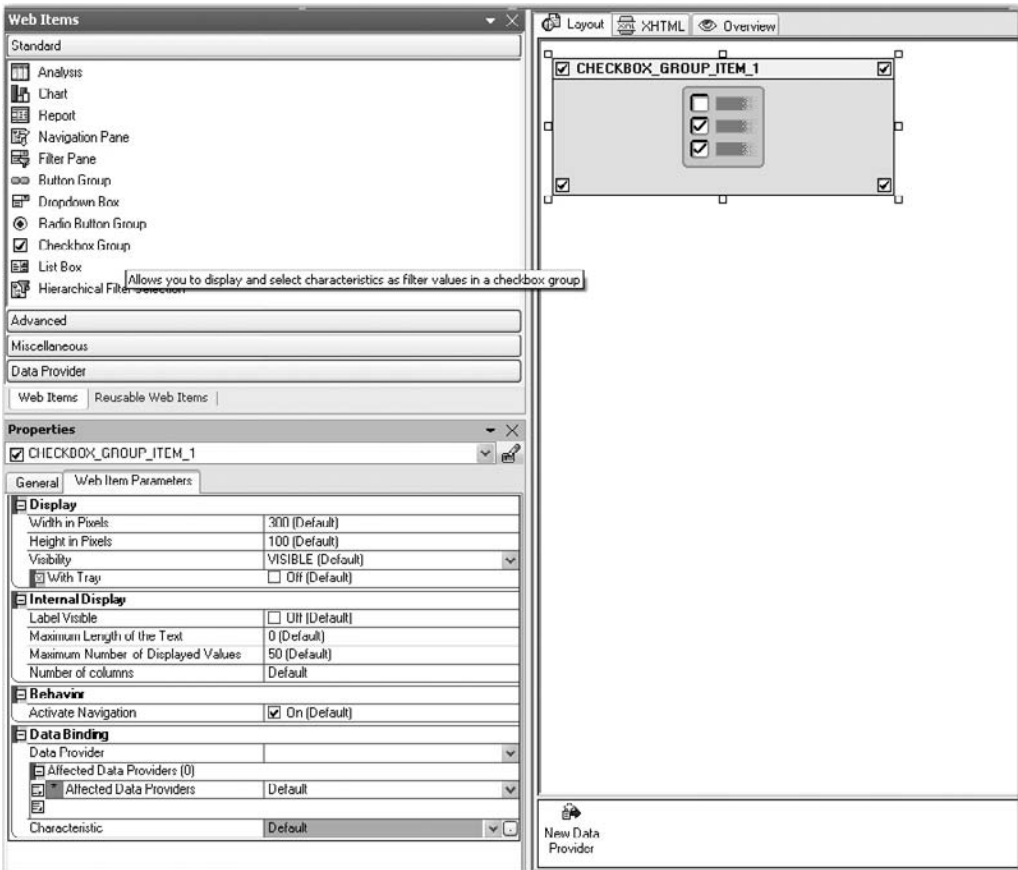 Web Items
Standard
Analysis
Chart
Report
Navigation Pane
Filter Pane
Button Group
Dropdown Box
Radio Button Group
Checkbox Group
List Box
Allows you to display and select characteristics as filter values in a checkbox group
Hierarchical Filter Selection
Advanced
Miscellaneous
Data Provider
Web Items
Reusable Web Items
Properties
CHECKBOX_GROUP_ITEM_1
General
Web Item Parameters
Display
Width in Pixels 300 (Default)
Height in Pixels 100 (Default)
Visibility VISIBLE (Default)
With Tray Off (Default)
Internal Display
Label Visible Off (Default)
Maximum Length of the Text 0 (Default)
Maximum Number of Displayed Values 50 (Default)
Number of columns Default
Behavior
Activate Navigation On (Default)
Data Binding
Data Provider
Affected Data Providers (0)
* Affected Data Providers Default
Characteristic Default
Layout
XHTML
Overview
CHECKBOX_GROUP_ITEM_1
New Data
Provider